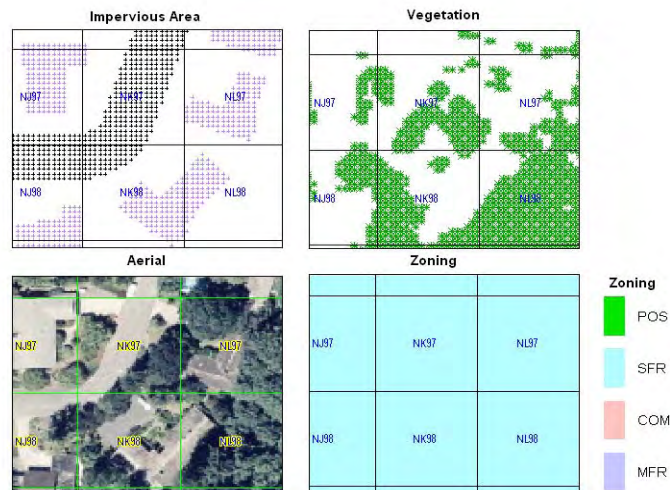 Impervious Area
Vegetation
NJ97
NK97
NL97
NJ98
NK98
NL98
NJ97
NK97
NL97
NJ98
NK98
NL98
Aerial
Zoning
NJ97
NK97
NL97
NJ98
NK98
NL98
NJ97
NK97
NL97
NJ98
NK98
NL98
Zoning
POS
SFR
COM
MFR